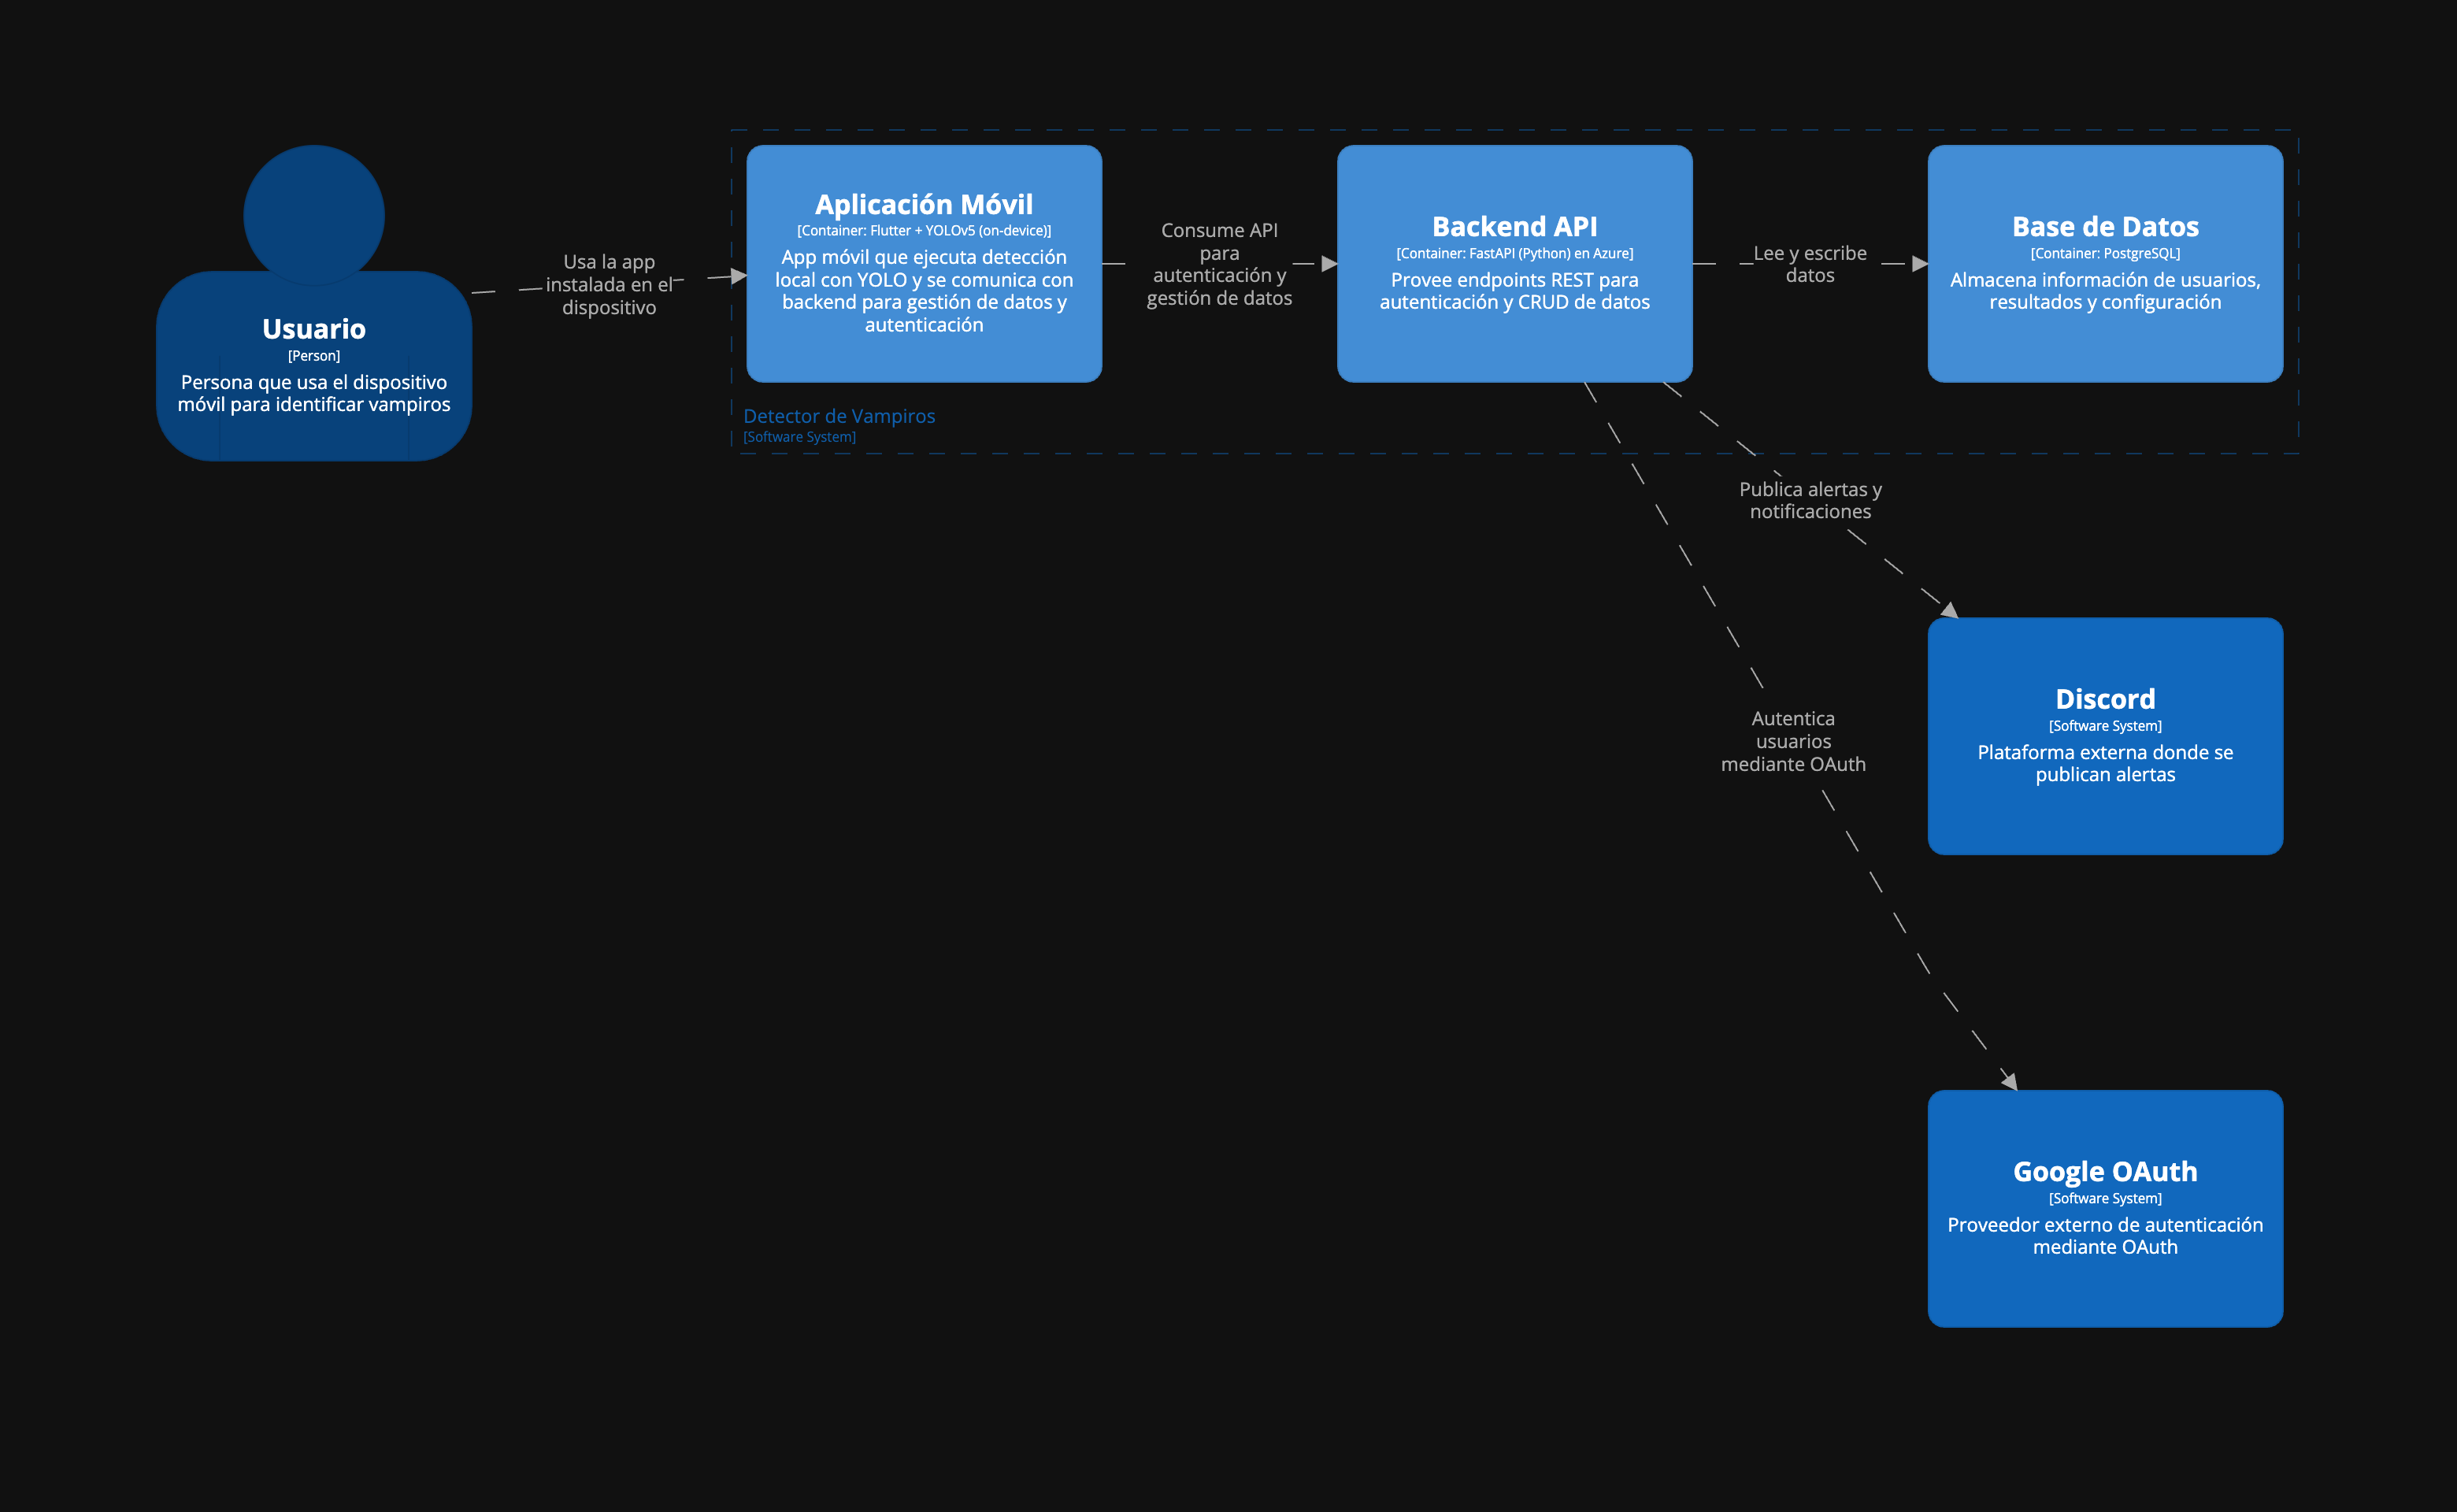 Usuario
[Person]
Persona que usa el dispositivo
móvil para identificar vampiros
Usa la app
instalada en el
dispositivo
Aplicación Móvil
[Container: Flutter + YOLOv5 (on-device)]
App móvil que ejecuta detección
local con YOLO y se comunica con
backend para gestión de datos y
autenticación
Consume API
para
autenticación y
gestión de datos
Backend API
[Container: FastAPI (Python) en Azure]
Provee endpoints REST para
autenticación y CRUD de datos
Lee y escribe
datos
Base de Datos
[Container: PostgreSQL]
Almacena información de usuarios,
resultados y configuración
Detector de Vampiros
[Software System]
Publica alertas y
notificaciones
Discord
[Software System]
Plataforma externa donde se
publican alertas
Autentica
usuarios
mediante OAuth
Google OAuth
[Software System]
Proveedor externo de autenticación
mediante OAuth